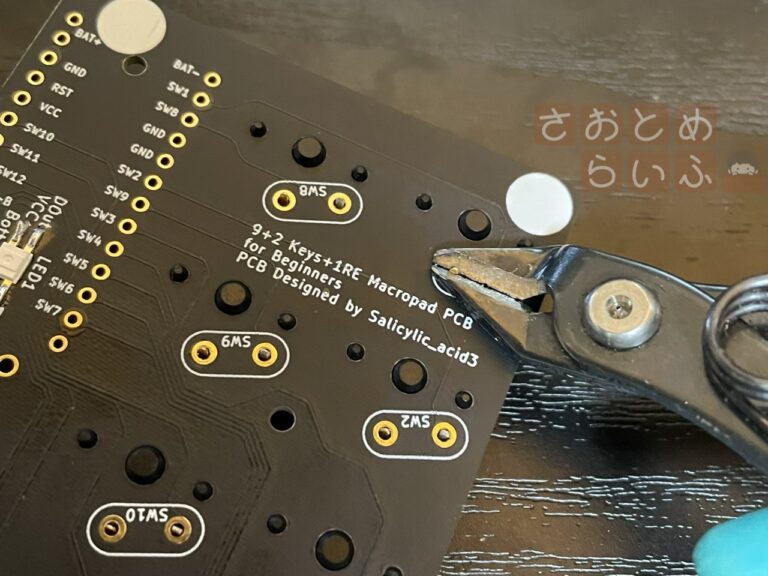 BAT+
GND
RST
VCC
SW10
SW11
SW12
BAT-
SW1
SW8
GND
GND
SW2
SW9
SW3
SW4
SW5
SW6
SW7
DOut
VCC
LED1
SW8
9+2 Keys+1RE Macropad PCB
for Beginners
PCB Designed by Salicylic_acid3
SW9
SW2
SW10
さおとめ
らいふ